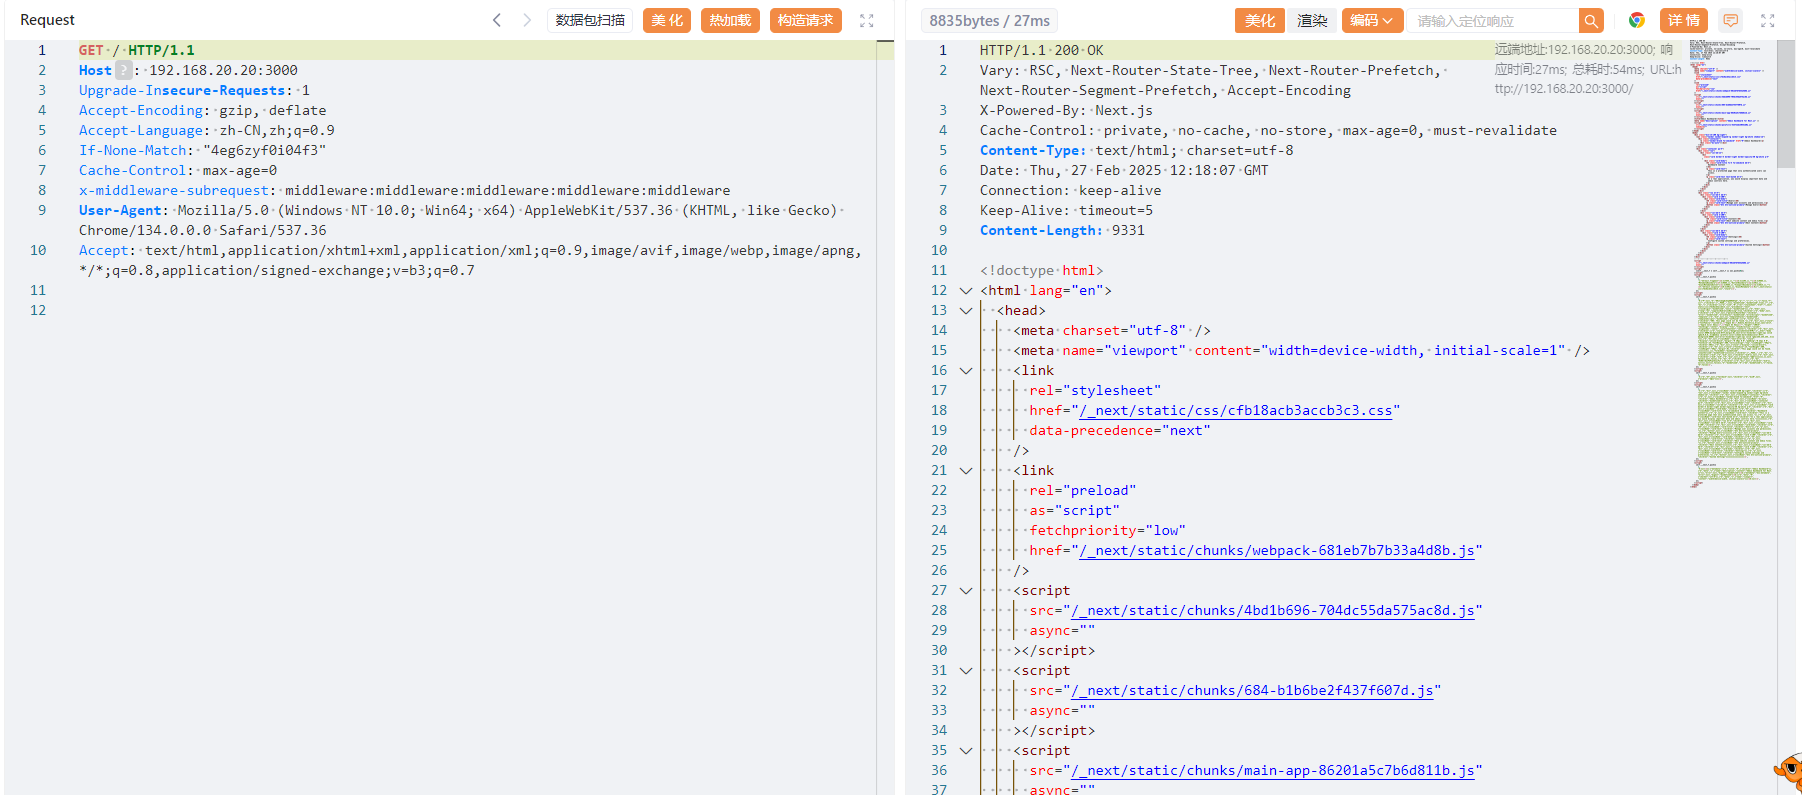 Request
数据包扫描
美化
热加载
构造请求
1 GET / HTTP/1.1
2 Host ? : 192.168.20.20:3000
3 Upgrade-Insecure-Requests: 1
4 Accept-Encoding: gzip, deflate
5 Accept-Language: zh-CN,zh;q=0.9
6 If-None-Match: "4eg6zyf0i04f3"
7 Cache-Control: max-age=0
8 x-middleware-subrequest: middleware:middleware:middleware:middleware:middleware
9 User-Agent: Mozilla/5.0 (Windows NT 10.0; Win64; x64) AppleWebKit/537.36 (KHTML, like Gecko)
Chrome/134.0.0.0 Safari/537.36
10 Accept: text/html,application/xhtml+xml,application/xml;q=0.9,image/avif,image/webp,image/apng,
*/*;q=0.8,application/signed-exchange;v=b3;q=0.7
11
12
8835bytes / 27ms
美化
渲染
编码
请输入定位响应
详情
远端地址:192.168.20.20:3000; 响
应时间:27ms; 总耗时:54ms; URL:h
ttp://192.168.20.20:3000/
1 HTTP/1.1 200 OK
2 Vary: RSC, Next-Router-State-Tree, Next-Router-Prefetch,
Next-Router-Segment-Prefetch, Accept-Encoding
3 X-Powered-By: Next.js
4 Cache-Control: private, no-cache, no-store, max-age=0, must-revalidate
5 Content-Type: text/html; charset=utf-8
6 Date: Thu, 27 Feb 2025 12:18:07 GMT
7 Connection: keep-alive
8 Keep-Alive: timeout=5
9 Content-Length: 9331
10
11 <!doctype html>
12 <html lang="en">
13 <head>
14 <meta charset="utf-8" />
15 <meta name="viewport" content="width=device-width, initial-scale=1" />
16 <link
17 rel="stylesheet"
18 href="/_next/static/css/cfb18acb3accb3c3.css"
19 data-precedence="next"
20 />
21 <link
22 rel="preload"
23 as="script"
24 fetchpriority="low"
25 href="/_next/static/chunks/webpack-681eb7b7b33a4d8b.js"
26 />
27 <script
28 src="/_next/static/chunks/4bd1b696-704dc55da575ac8d.js"
29 async=""
30 ></script>
31 <script
32 src="/_next/static/chunks/684-b1b6be2f437f607d.js"
33 async=""
34 ></script>
35 <script
36 src="/_next/static/chunks/main-app-86201a5c7b6d811b.js"
37 async=""